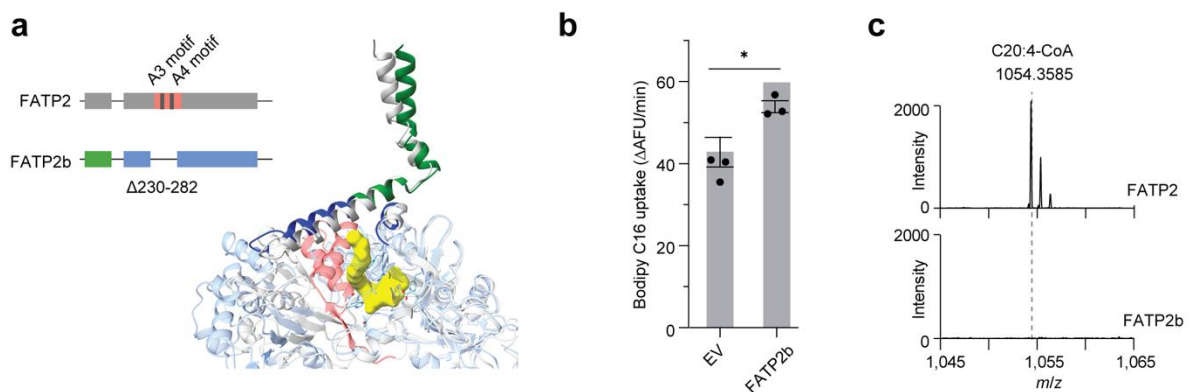 a
A3 motif
A4 motif
FATP2
FATP2b
Δ230-282
b
*
Bodipy C16 uptake (ΔAFU/min)
60
40
20
0
EV
FATP2b
c
C20:4-CoA
1054.3585
2000
Intensity
0
FATP2
2000
Intensity
0
FATP2b
1,045
1,055
1,065
m/z